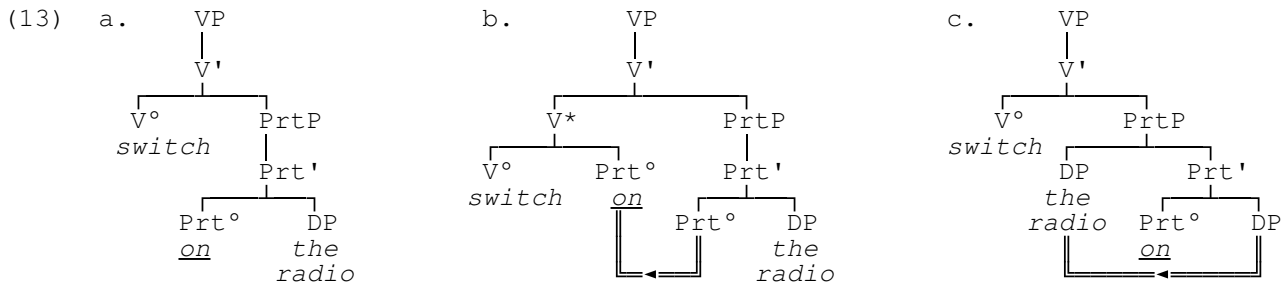 (13) a. VP b. VP c. VP
V' V' V'
V° PrtP V* PrtP V° PrtP
switch switch
Prt' V° Prt° Prt' DP Prt'
switch on the
Prt° DP Prt° DP radio Prt° DP
on the the on
radio radio